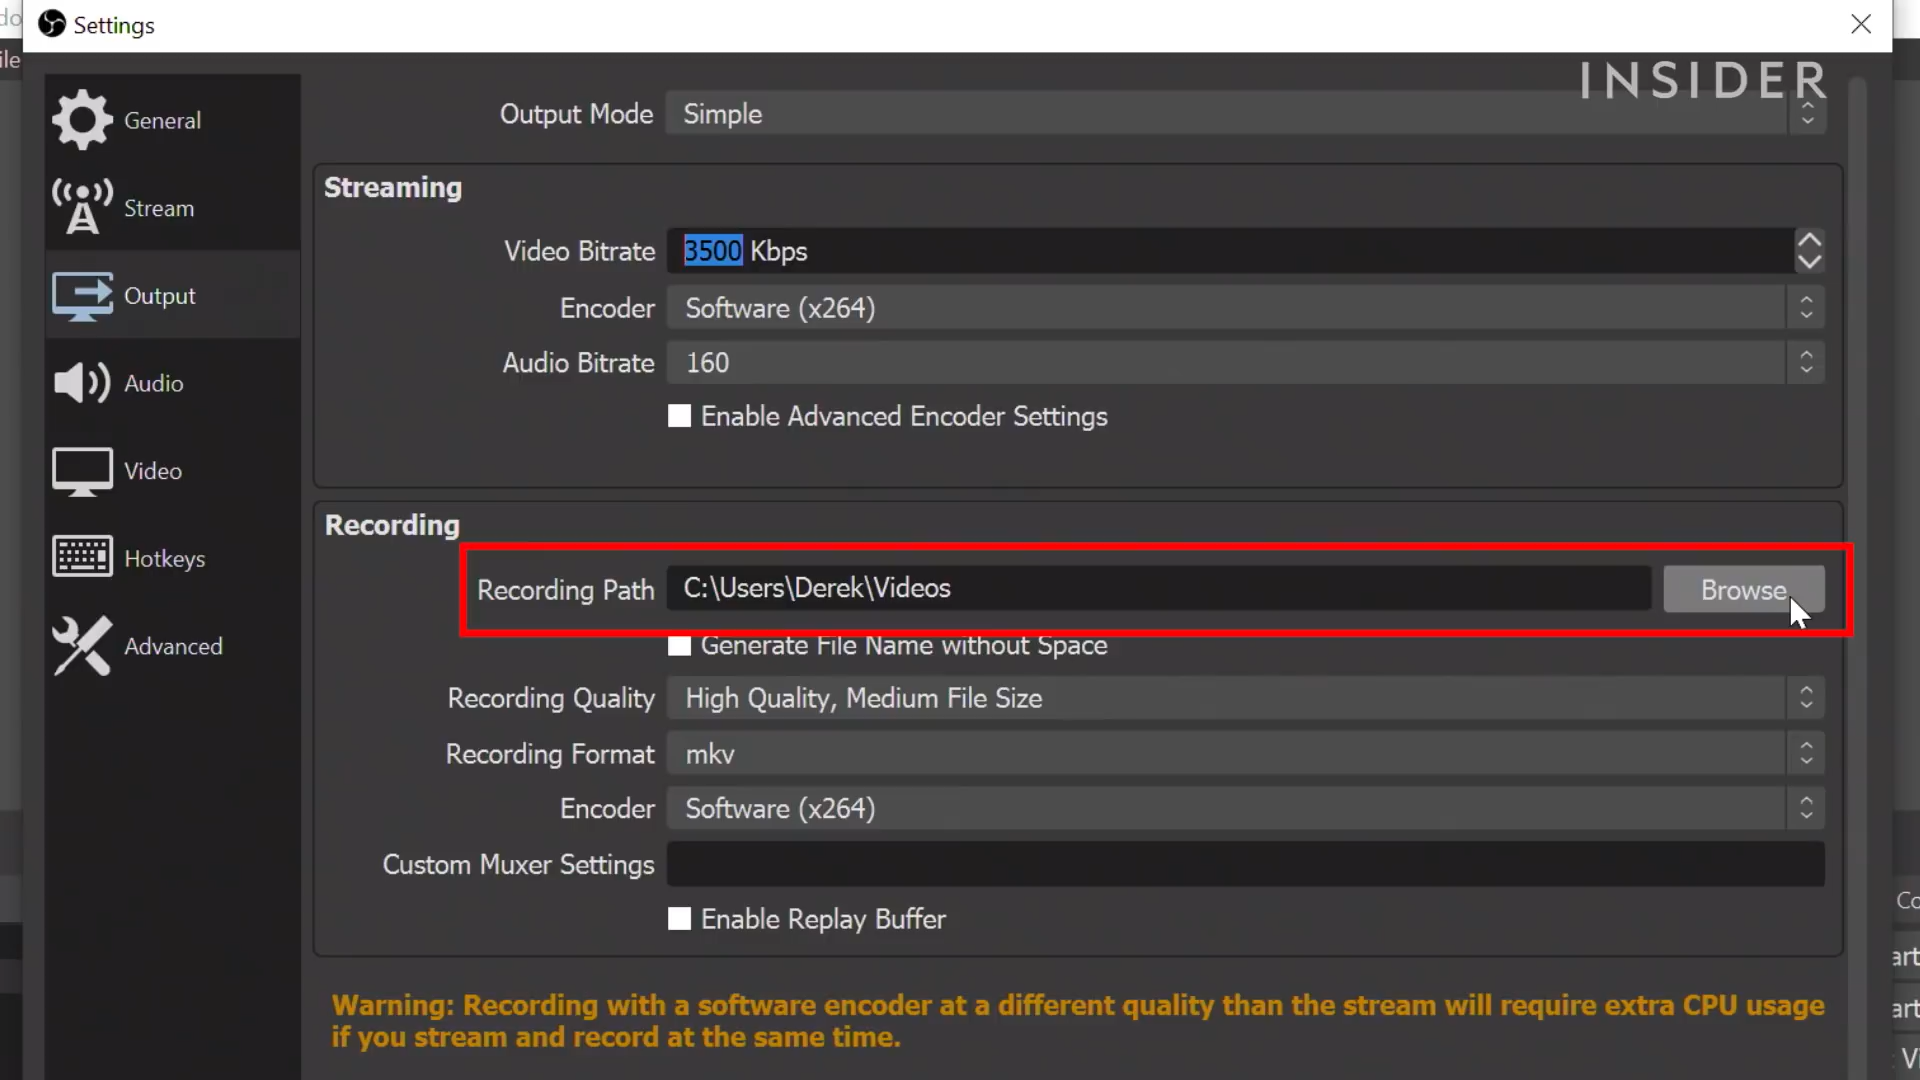 Settings
INSIDER
General
Stream
Output
Audio
Video
Hotkeys
Advanced
Output Mode Simple
Streaming
Video Bitrate 3500 Kbps
Encoder Software (x264)
Audio Bitrate 160
Enable Advanced Encoder Settings
Recording
Recording Path C:\Users\Derek\Videos Browse
Generate File Name without Space
Recording Quality High Quality, Medium File Size
Recording Format mkv
Encoder Software (x264)
Custom Muxer Settings
Enable Replay Buffer
Warning: Recording with a software encoder at a different quality than the stream will require extra CPU usage
if you stream and record at the same time.